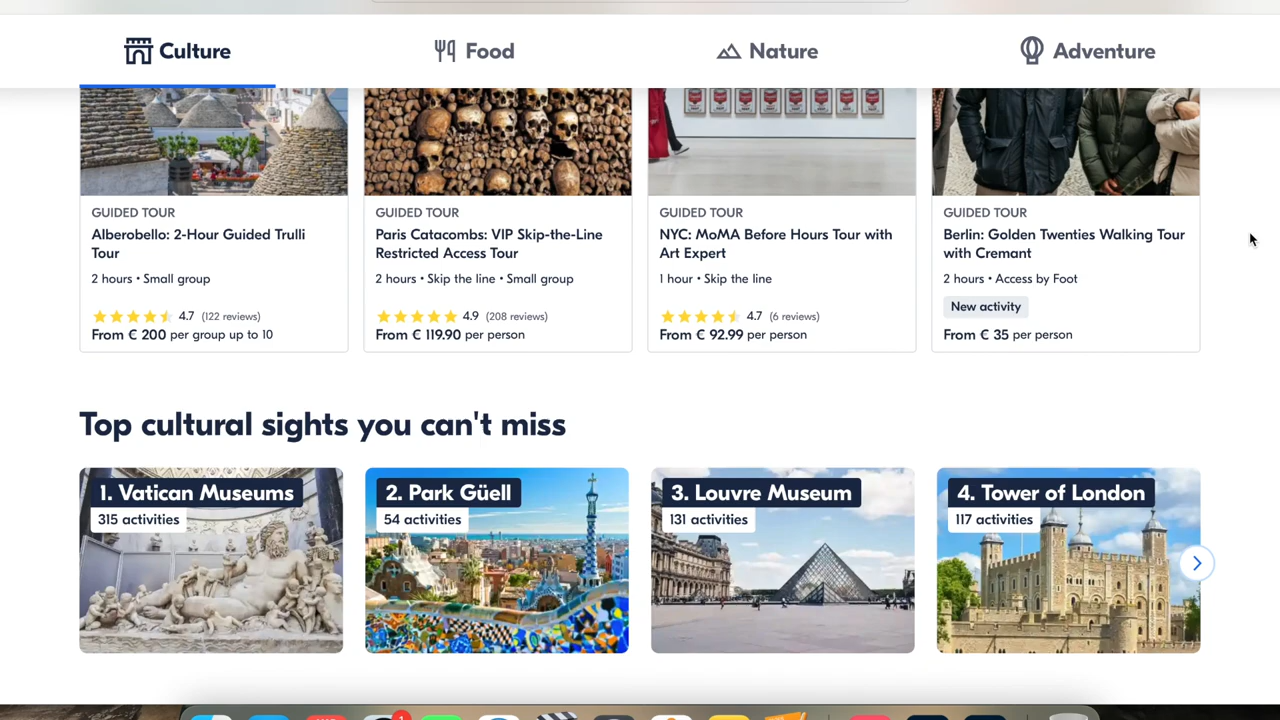 Culture
Food
Nature
Adventure
GUIDED TOUR
Alberobello: 2-Hour Guided Trulli
Tour
2 hours • Small group
4.7 (122 reviews)
From € 200 per group up to 10
GUIDED TOUR
Paris Catacombs: VIP Skip-the-Line
Restricted Access Tour
2 hours • Skip the line • Small group
4.9 (208 reviews)
From € 119.90 per person
GUIDED TOUR
NYC: MoMA Before Hours Tour with
Art Expert
1 hour • Skip the line
4.7 (6 reviews)
From € 92.99 per person
GUIDED TOUR
Berlin: Golden Twenties Walking Tour
with Cremant
2 hours • Access by Foot
New activity
From € 35 per person
Top cultural sights you can't miss
1. Vatican Museums
315 activities
2. Park Güell
54 activities
3. Louvre Museum
131 activities
4. Tower of London
117 activities
1